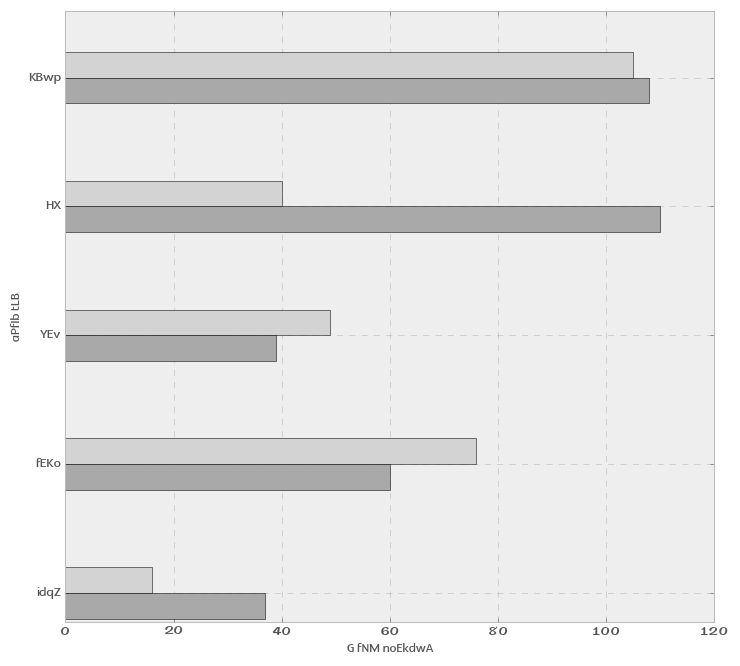 KBwp
HX
YEv
fEKo
idqZ
αPfIb tLB
0 20 40 60 80 100 120
G fNM noEkdwA